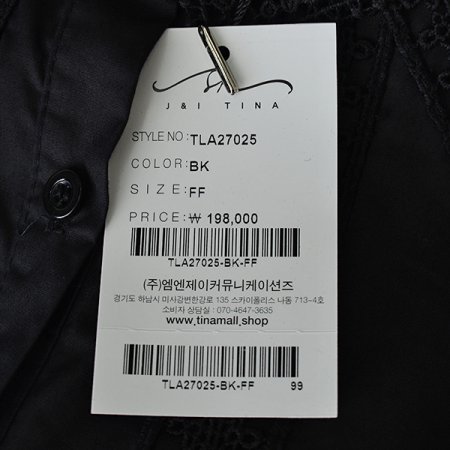 J & I TINA
STYLE NO: TLA27025
COLOR: BK
SIZE: FF
PRICE: ₩ 198,000
TLA27025-BK-FF
(주)엠엔제이커뮤니케이션즈
경기도 하남시 미사강변한강로 135 스카이폴리스 나동 713-4호
소비자 상담실 : 070-4647-3635
www.tinamall.shop
TLA27025-BK-FF 99